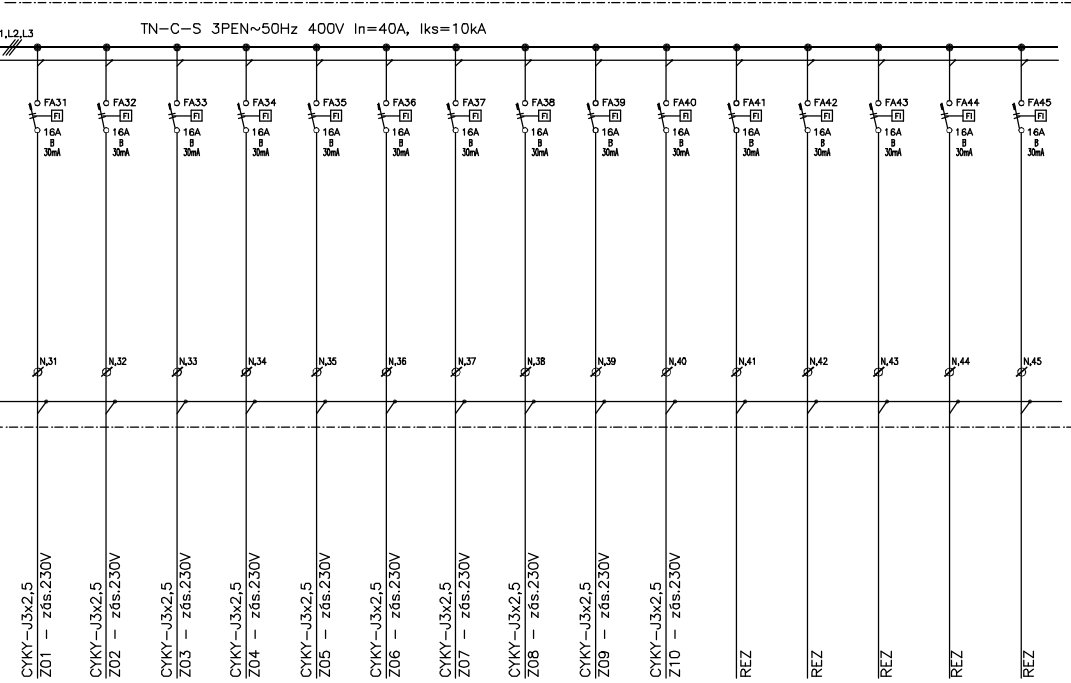 TN-C-S 3PEN~50Hz 400V In=40A, Iks=10kA
1,L2,L3
FA31 FA32 FA33 FA34 FA35 FA36 FA37 FA38 FA39 FA40 FA41 FA42 FA43 FA44 FA45
FI FI FI FI FI FI FI FI FI FI FI FI FI FI FI
16A 16A 16A 16A 16A 16A 16A 16A 16A 16A 16A 16A 16A 16A 16A
B B B B B B B B B B B B B B B
30mA 30mA 30mA 30mA 30mA 30mA 30mA 30mA 30mA 30mA 30mA 30mA 30mA 30mA 30mA
N,31 N,32 N,33 N,34 N,35 N,36 N,37 N,38 N,39 N,40 N,41 N,42 N,43 N,44 N,45
CYKY-J3x2,5
Z01 - zás.230V
CYKY-J3x2,5
Z02 - zás.230V
CYKY-J3x2,5
Z03 - zás.230V
CYKY-J3x2,5
Z04 - zás.230V
CYKY-J3x2,5
Z05 - zás.230V
CYKY-J3x2,5
Z06 - zás.230V
CYKY-J3x2,5
Z07 - zás.230V
CYKY-J3x2,5
Z08 - zás.230V
CYKY-J3x2,5
Z09 - zás.230V
CYKY-J3x2,5
Z10 - zás.230V
REZ
REZ
REZ
REZ
REZ